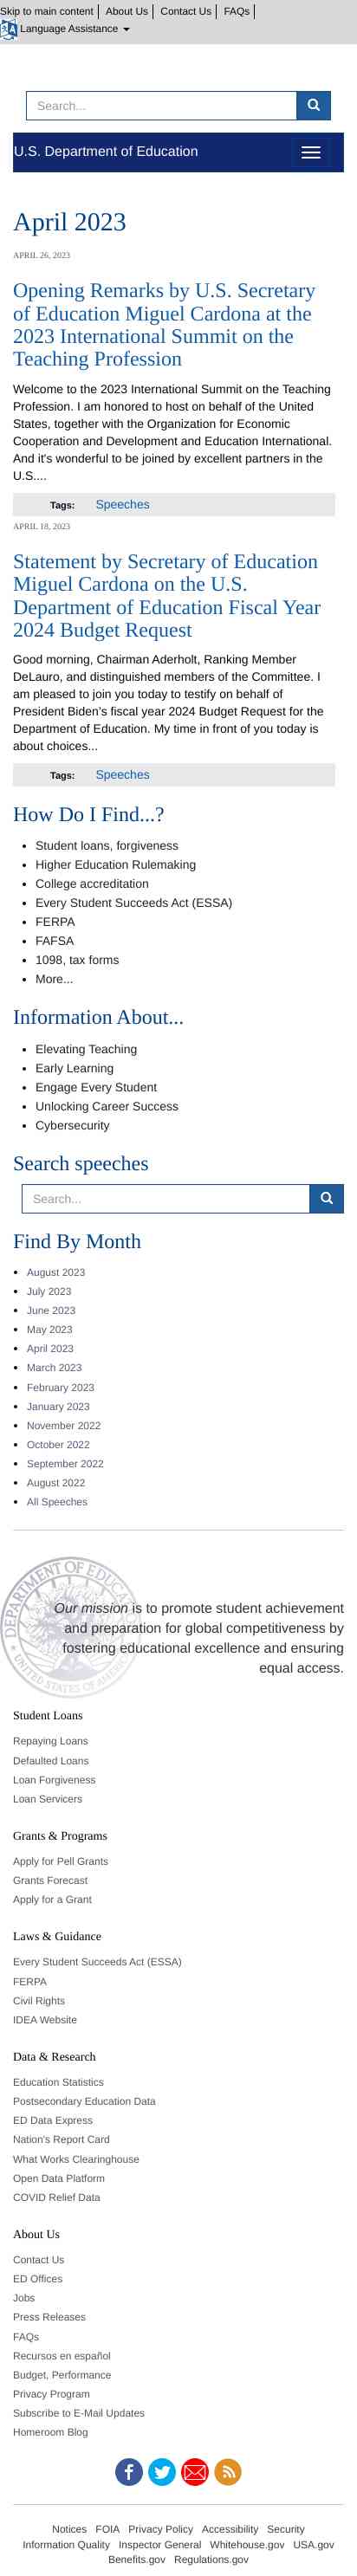 Skip to main content
About Us
Contact Us
FAQs
Language Assistance
Search...
U.S. Department of Education
April 2023
APRIL 26, 2023
Opening Remarks by U.S. Secretary
of Education Miguel Cardona at the
2023 International Summit on the
Teaching Profession
Welcome to the 2023 International Summit on the Teaching
Profession. I am honored to host on behalf of the United
States, together with the Organization for Economic
Cooperation and Development and Education International.
And it's wonderful to be joined by excellent partners in the
U.S....
Tags: Speeches
APRIL 18, 2023
Statement by Secretary of Education
Miguel Cardona on the U.S.
Department of Education Fiscal Year
2024 Budget Request
Good morning, Chairman Aderholt, Ranking Member
DeLauro, and distinguished members of the Committee. I
am pleased to join you today to testify on behalf of
President Biden's fiscal year 2024 Budget Request for the
Department of Education. My time in front of you today is
about choices...
Tags: Speeches
How Do I Find...?
Student loans, forgiveness
Higher Education Rulemaking
College accreditation
Every Student Succeeds Act (ESSA)
FERPA
FAFSA
1098, tax forms
More...
Information About...
Elevating Teaching
Early Learning
Engage Every Student
Unlocking Career Success
Cybersecurity
Search speeches
Search...
Find By Month
August 2023
July 2023
June 2023
May 2023
April 2023
March 2023
February 2023
January 2023
November 2022
October 2022
September 2022
August 2022
All Speeches
Our mission is to promote student achievement
and preparation for global competitiveness by
fostering educational excellence and ensuring
equal access.
Student Loans
Repaying Loans
Defaulted Loans
Loan Forgiveness
Loan Servicers
Grants & Programs
Apply for Pell Grants
Grants Forecast
Apply for a Grant
Laws & Guidance
Every Student Succeeds Act (ESSA)
FERPA
Civil Rights
IDEA Website
Data & Research
Education Statistics
Postsecondary Education Data
ED Data Express
Nation's Report Card
What Works Clearinghouse
Open Data Platform
COVID Relief Data
About Us
Contact Us
ED Offices
Jobs
Press Releases
FAQs
Recursos en español
Budget, Performance
Privacy Program
Subscribe to E-Mail Updates
Homeroom Blog
Notices FOIA Privacy Policy Accessibility Security
Information Quality Inspector General Whitehouse.gov USA.gov
Benefits.gov Regulations.gov